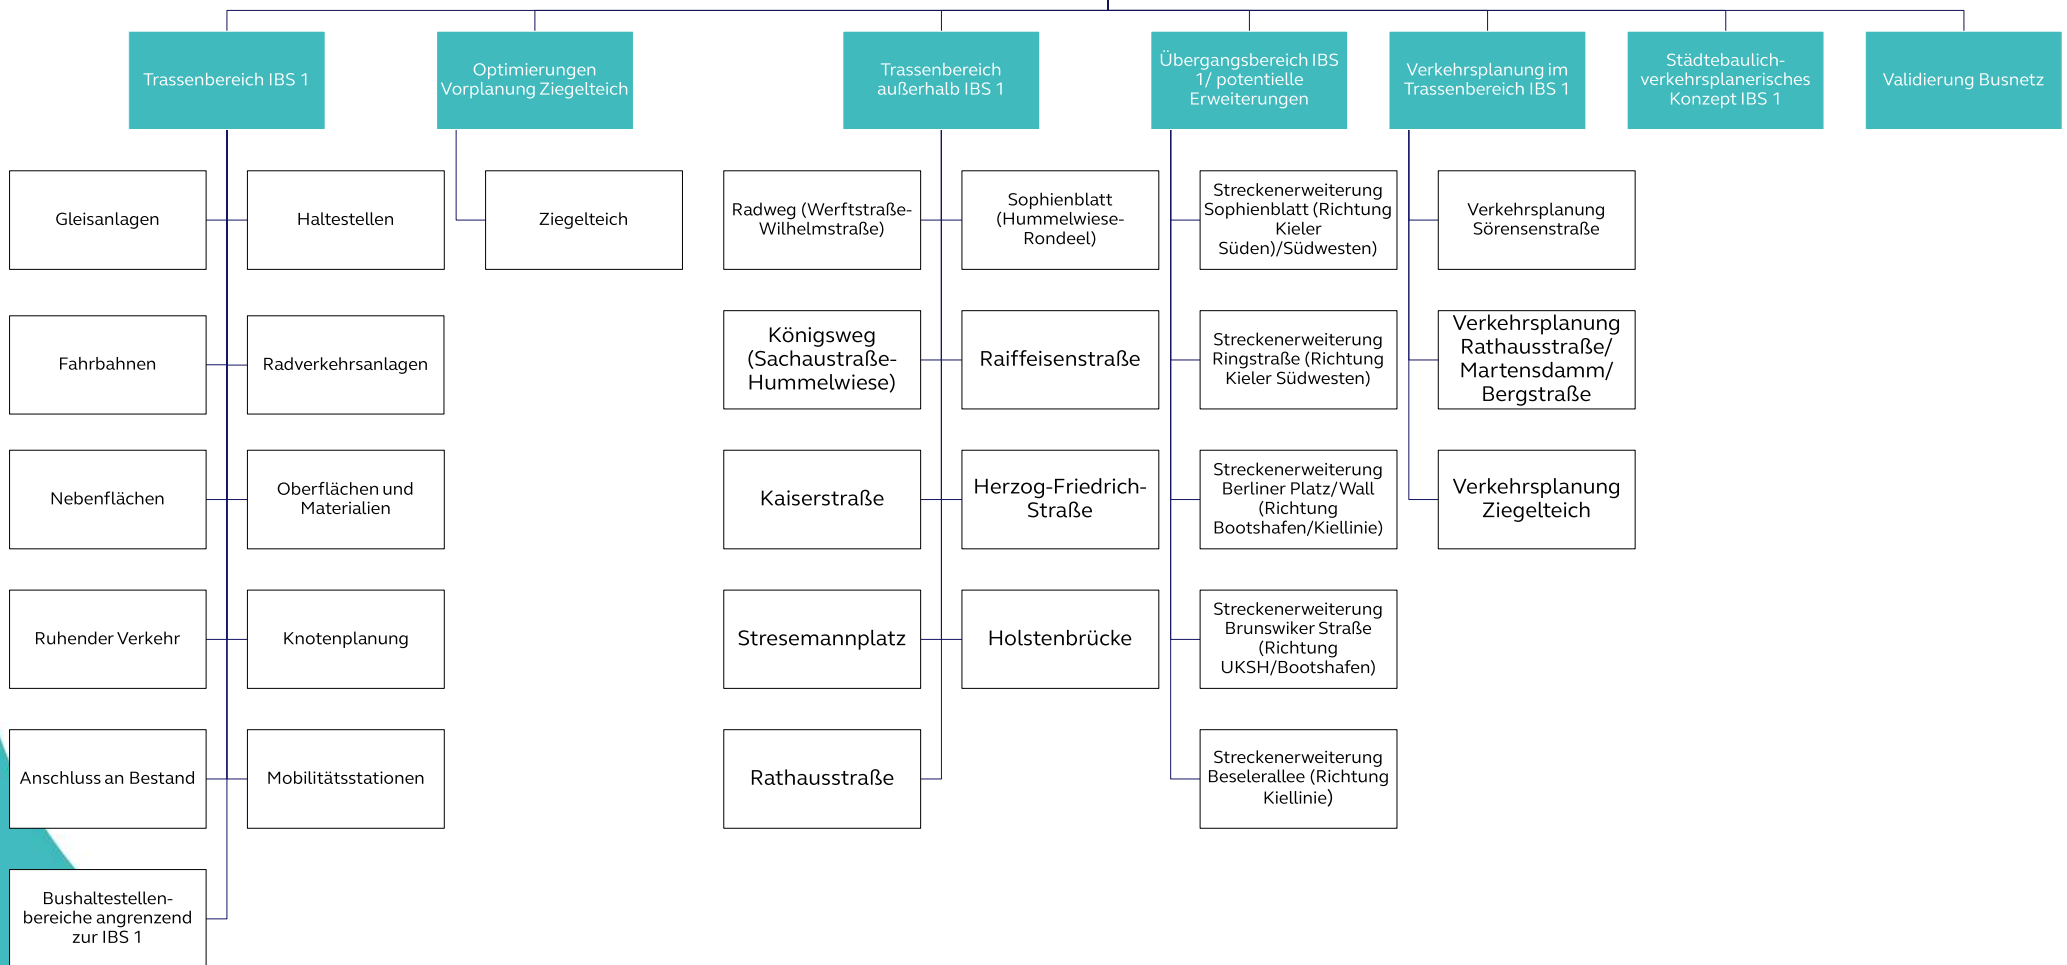 Trassenbereich IBS 1
Optimierungen
Vorplanung Ziegelteich
Trassenbereich
außerhalb IBS 1
Übergangsbereich IBS
1/ potentielle
Erweiterungen
Verkehrsplanung im
Trassenbereich IBS 1
Städtebaulich-
verkehrsplanerisches
Konzept IBS 1
Validierung Busnetz
Gleisanlagen
Haltestellen
Fahrbahnen
Radverkehrsanlagen
Nebenflächen
Oberflächen und
Materialien
Ruhender Verkehr
Knotenplanung
Anschluss an Bestand
Mobilitätsstationen
Bushaltestellen-
bereiche angrenzend
zur IBS 1
Ziegelteich
Radweg (Werftstraße-
Wilhelmstraße)
Sophienblatt
(Hummelwiese-
Rondeel)
Königsweg
(Sachaustraße-
Hummelwiese)
Raiffeisenstraße
Kaiserstraße
Herzog-Friedrich-
Straße
Stresemannplatz
Holstenbrücke
Rathausstraße
Streckenerweiterung
Sophienblatt (Richtung
Kieler
Süden)/Südwesten)
Streckenerweiterung
Ringstraße (Richtung
Kieler Südwesten)
Streckenerweiterung
Berliner Platz/Wall
(Richtung
Bootshafen/Kiellinie)
Streckenerweiterung
Brunswiker Straße
(Richtung
UKSH/Bootshafen)
Streckenerweiterung
Beselerallee (Richtung
Kiellinie)
Verkehrsplanung
Sörensenstraße
Verkehrsplanung
Rathausstraße/
Martensdamm/
Bergstraße
Verkehrsplanung
Ziegelteich